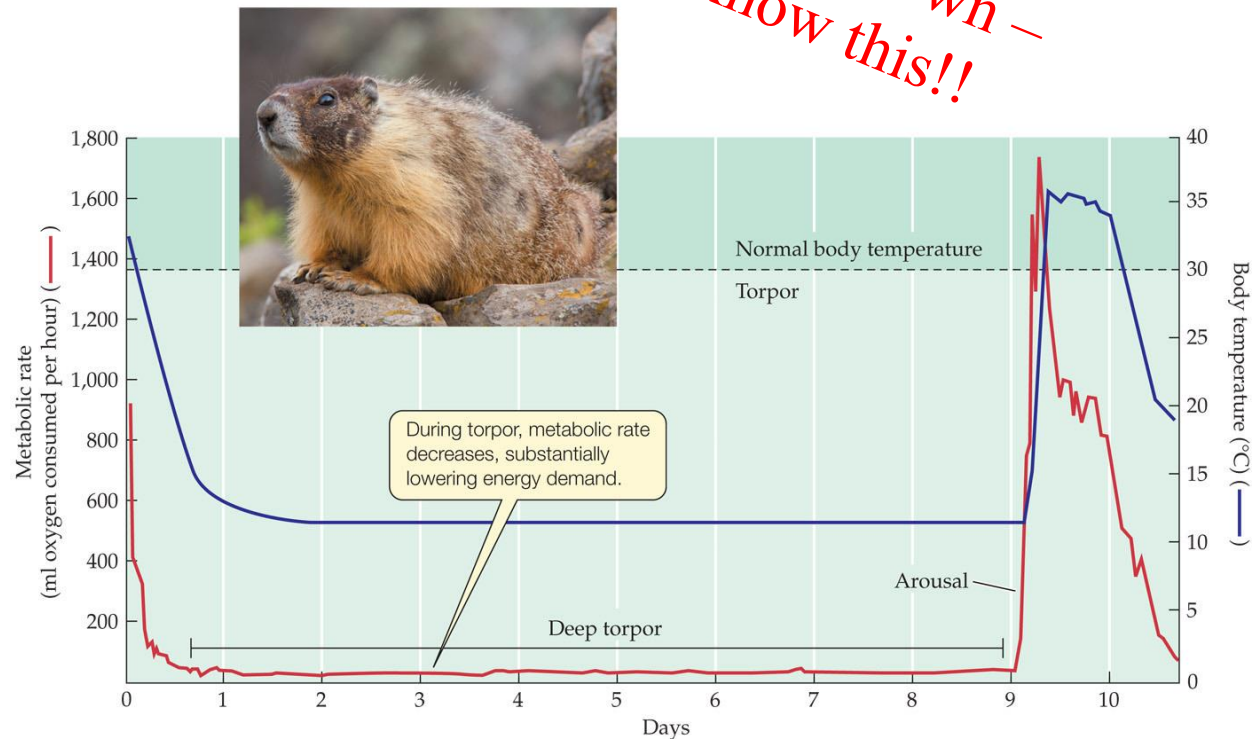 wn –
this!!
1,800
1,600
1,400
1,200
1,000
800
600
400
200
Metabolic rate
(ml oxygen consumed per hour) ( )
40
35
30
25
20
15
10
5
0
Body temperature (°C) ( )
Normal body temperature
Torpor
During torpor, metabolic rate
decreases, substantially
lowering energy demand.
Arousal
Deep torpor
0 1 2 3 4 5 6 7 8 9 10
Days